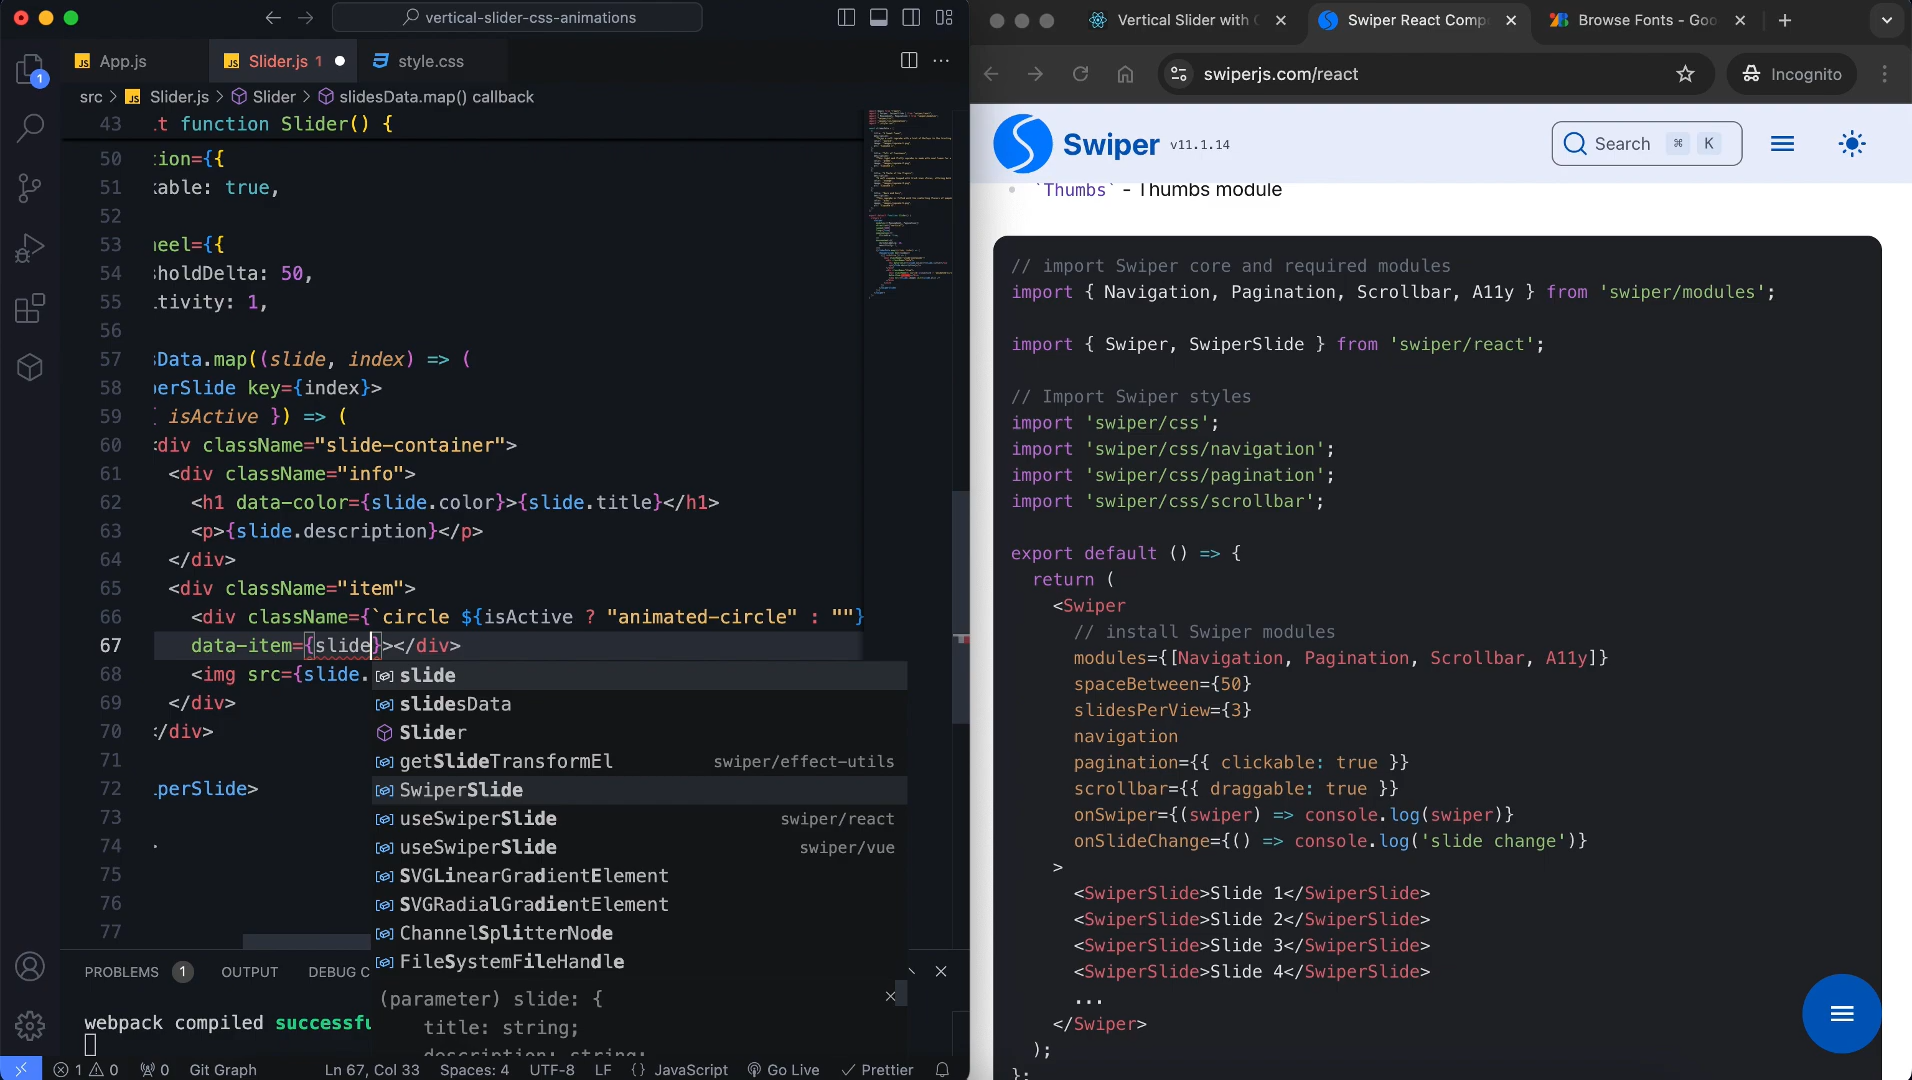 vertical-slider-css-animations
App.js
Slider.js 1
style.css
src > Slider.js > Slider > slidesData.map() callback
1
43 t function Slider() {
50 ion={{
51 kable: true,
52
53 heel={{
54 sholdDelta: 50,
55 tivity: 1,
56
57 sData.map((slide, index) => (
58 perSlide key={index}>
59 isActive }) => (
60 div className="slide-container">
61 <div className="info">
62 <h1 data-color={slide.color}>{slide.title}</h1>
63 <p>{slide.description}</p>
64 </div>
65 <div className="item">
66 <div className={`circle ${isActive ? "animated-circle" : ""}
67 data-item={slide}></div>
68 <img src={slide.
69 </div>
70 </div>
71
72 perSlide>
73
74
75
76
77
slide
slidesData
Slider
getSlideTransformEl swiper/effect-utils
SwiperSlide
useSwiperSlide swiper/react
useSwiperSlide swiper/vue
SVGLinearGradientElement
SVGRadialGradientElement
ChannelSplitterNode
FileSystemFileHandle
(parameter) slide: {
title: string;
description: string;
PROBLEMS 1 OUTPUT DEBUG C
webpack compiled successfu
1 0 0 Git Graph Ln 67, Col 33 Spaces: 4 UTF-8 LF {} JavaScript Go Live Prettier
Vertical Slider with C
Swiper React Comp
Browse Fonts - Goo
swiperjs.com/react
Incognito
Swiper v11.1.14
Search ⌘ K
`Thumbs` - Thumbs module
// import Swiper core and required modules
import { Navigation, Pagination, Scrollbar, A11y } from 'swiper/modules';
import { Swiper, SwiperSlide } from 'swiper/react';
// Import Swiper styles
import 'swiper/css';
import 'swiper/css/navigation';
import 'swiper/css/pagination';
import 'swiper/css/scrollbar';
export default () => {
return (
<Swiper
// install Swiper modules
modules={[Navigation, Pagination, Scrollbar, A11y]}
spaceBetween={50}
slidesPerView={3}
navigation
pagination={{ clickable: true }}
scrollbar={{ draggable: true }}
onSwiper={(swiper) => console.log(swiper)}
onSlideChange={() => console.log('slide change')}
>
<SwiperSlide>Slide 1</SwiperSlide>
<SwiperSlide>Slide 2</SwiperSlide>
<SwiperSlide>Slide 3</SwiperSlide>
<SwiperSlide>Slide 4</SwiperSlide>
...
</Swiper>
);
};